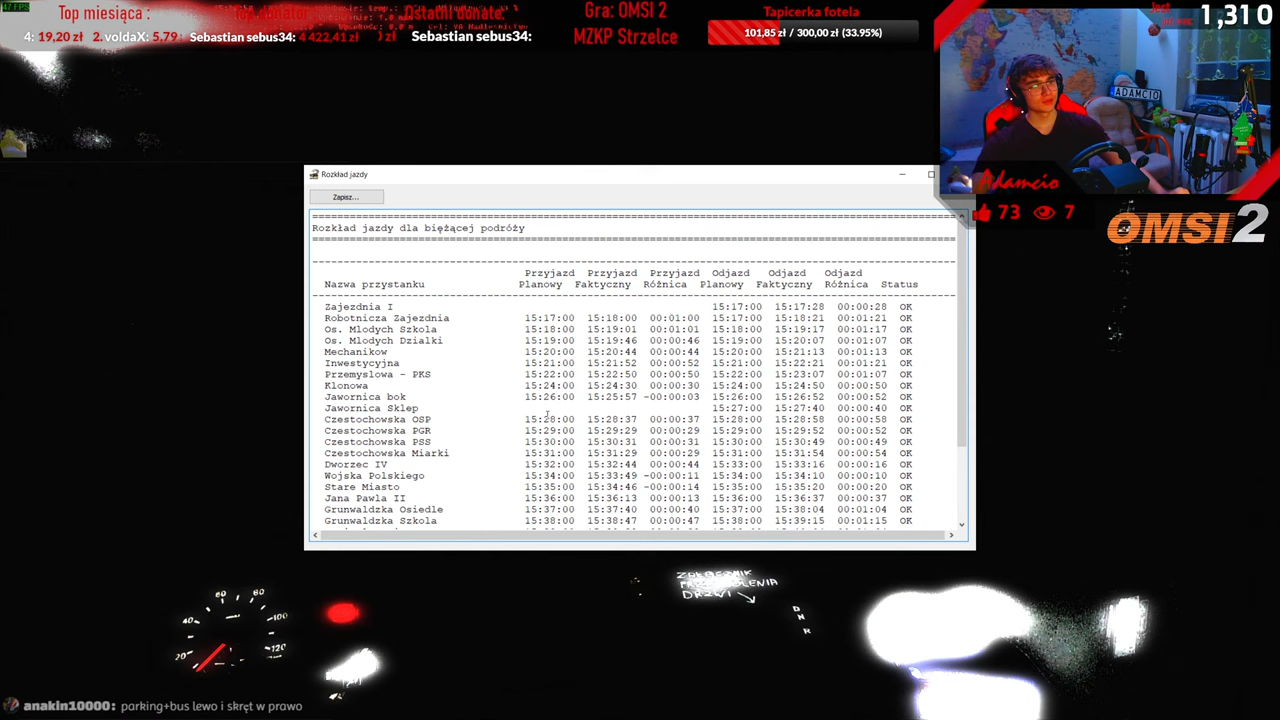 47 FPS
Top miesiąca :
Top donator:
Ostatni donate:
4: 19,20 zł 2. voldaX: 5,79
Sebastian sebus34: 4 422,41 zł
zł
Sebastian sebus34:
Gra: OMSI 2
MZKP Strzelce
Tapicerka fotela
101,85 zł / 300,00 zł (33.95%)
1,310
ADAMCIO
Adamcio
73 7
OMSI 2
Rozkład jazdy
Zapisz...
Rozkład jazdy dla bieżącej podróży
Przyjazd Przyjazd Przyjazd Odjazd Odjazd Odjazd
Nazwa przystanku Planowy Faktyczny Różnica Planowy Faktyczny Różnica Status
Zajezdnia I 15:17:00 15:17:28 00:00:28 OK
Robotnicza Zajezdnia 15:17:00 15:18:00 00:01:00 15:17:00 15:18:21 00:01:21 OK
Os. Mlodych Szkola 15:18:00 15:19:01 00:01:01 15:18:00 15:19:17 00:01:17 OK
Os. Mlodych Dzialki 15:19:00 15:19:46 00:00:46 15:19:00 15:20:07 00:01:07 OK
Mechanikow 15:20:00 15:20:44 00:00:44 15:20:00 15:21:13 00:01:13 OK
Inwestycyjna 15:21:00 15:21:52 00:00:52 15:21:00 15:22:21 00:01:21 OK
Przemyslowa - PKS 15:22:00 15:22:50 00:00:50 15:22:00 15:23:07 00:01:07 OK
Klonowa 15:24:00 15:24:30 00:00:30 15:24:00 15:24:50 00:00:50 OK
Jawornica bok 15:26:00 15:25:57 -00:00:03 15:26:00 15:26:52 00:00:52 OK
Jawornica Sklep 15:27:00 15:27:40 00:00:40 OK
Czestochowska OSP 15:28:00 15:28:37 00:00:37 15:28:00 15:28:58 00:00:58 OK
Czestochowska PGR 15:29:00 15:29:29 00:00:29 15:29:00 15:29:52 00:00:52 OK
Czestochowska PSS 15:30:00 15:30:31 00:00:31 15:30:00 15:30:49 00:00:49 OK
Czestochowska Miarki 15:31:00 15:31:29 00:00:29 15:31:00 15:31:54 00:00:54 OK
Dworzec IV 15:32:00 15:32:44 00:00:44 15:33:00 15:33:16 00:00:16 OK
Wojska Polskiego 15:34:00 15:33:49 -00:00:11 15:34:00 15:34:10 00:00:10 OK
Stare Miasto 15:35:00 15:34:46 -00:00:14 15:35:00 15:35:20 00:00:20 OK
Jana Pawla II 15:36:00 15:36:13 00:00:13 15:36:00 15:36:37 00:00:37 OK
Grunwaldzka Osiedle 15:37:00 15:37:40 00:00:40 15:37:00 15:38:04 00:01:04 OK
Grunwaldzka Szkola 15:38:00 15:38:47 00:00:47 15:38:00 15:39:15 00:01:15 OK
DRZWI
D
N
R
20 40 60 80 100 120
anakin10000: parking+bus lewo i skręt w prawo